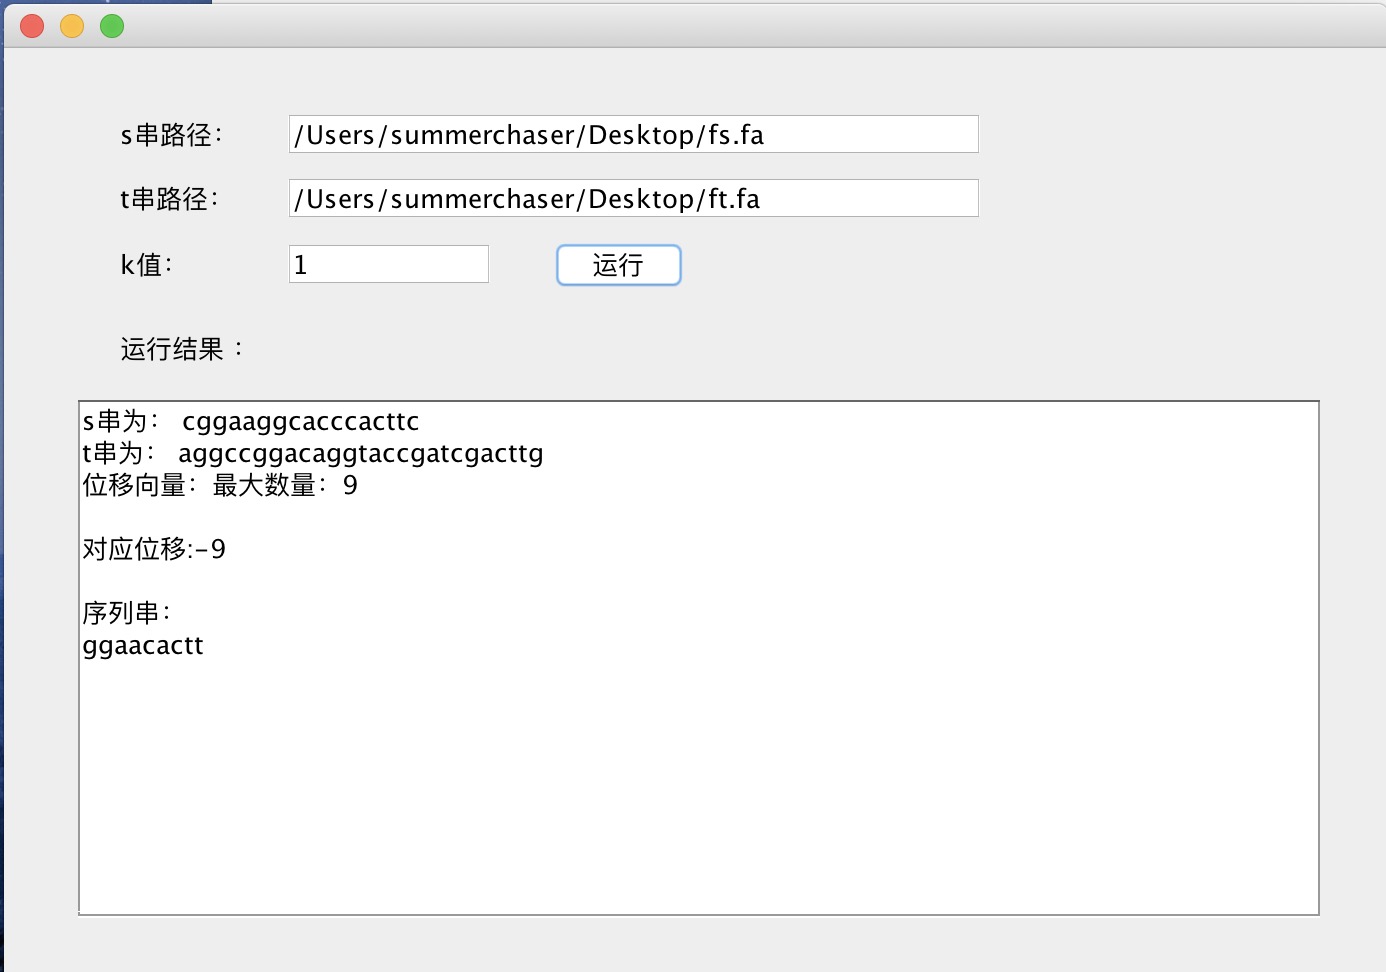 s串路径： /Users/summerchaser/Desktop/fs.fa
t串路径： /Users/summerchaser/Desktop/ft.fa
k值： 1 运行
运行结果 ：
s串为： cggaaggcacccacttc
t串为： aggccggacaggtaccgatcgacttg
位移向量：最大数量：9
对应位移:-9
序列串：
ggaacactt